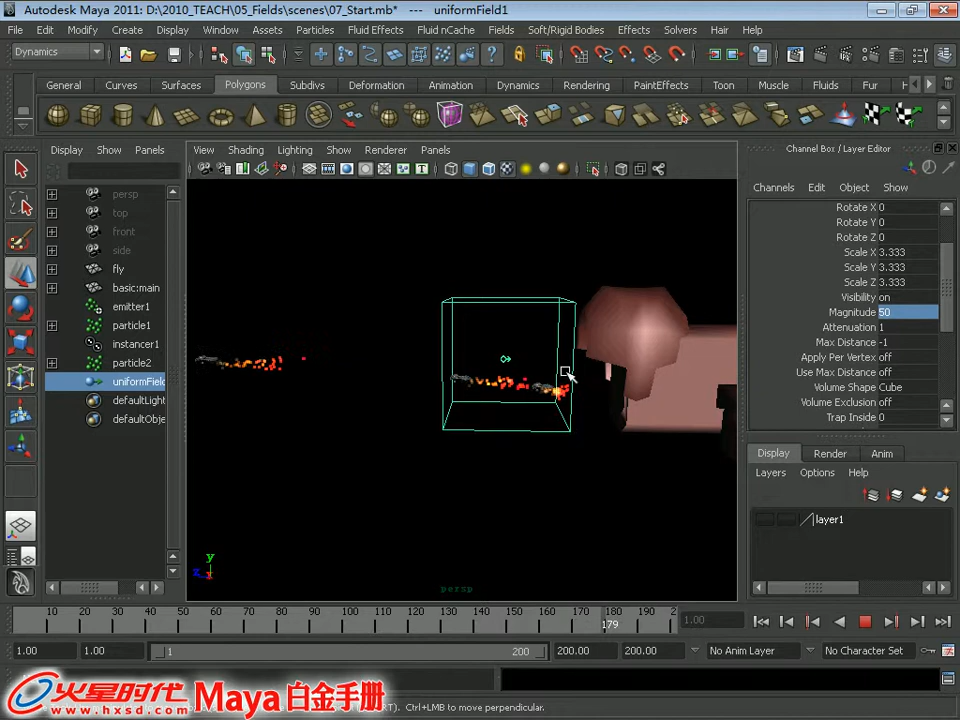 Autodesk Maya 2011: D:\2010_TEACH\05_Fields\scenes\07_Start.mb* --- uniformField1
File Edit Modify Create Display Window Assets Particles Fluid Effects Fluid nCache Fields Soft/Rigid Bodies Effects Solvers Hair Help
Dynamics
General Curves Surfaces Polygons Subdivs Deformation Animation Dynamics Rendering PaintEffects Toon Muscle Fluids Fur
Display Show Panels
View Shading Lighting Show Renderer Panels
Channel Box / Layer Editor
Channels Edit Object Show
persp
top
front
side
fly
basic:main
emitter1
particle1
instancer1
particle2
uniformField
defaultLight
defaultObje
Rotate X 0
Rotate Y 0
Rotate Z 0
Scale X 3.333
Scale Y 3.333
Scale Z 3.333
Visibility on
Magnitude 50
Attenuation 1
Max Distance -1
Apply Per Vertex off
Use Max Distance off
Volume Shape Cube
Volume Exclusion off
Trap Inside 0
Display Render Anim
Layers Options Help
layer1
y
z
persp
10 20 30 40 50 60 70 80 90 100 110 120 130 140 150 160 170 180 190 2
179
1.00
1.00 1.00 1 200 200.00 200.00 No Anim Layer No Character Set
火星时代 Maya 白金手册
www.hxsd.com
Ctrl+LMB to move perpendicular.